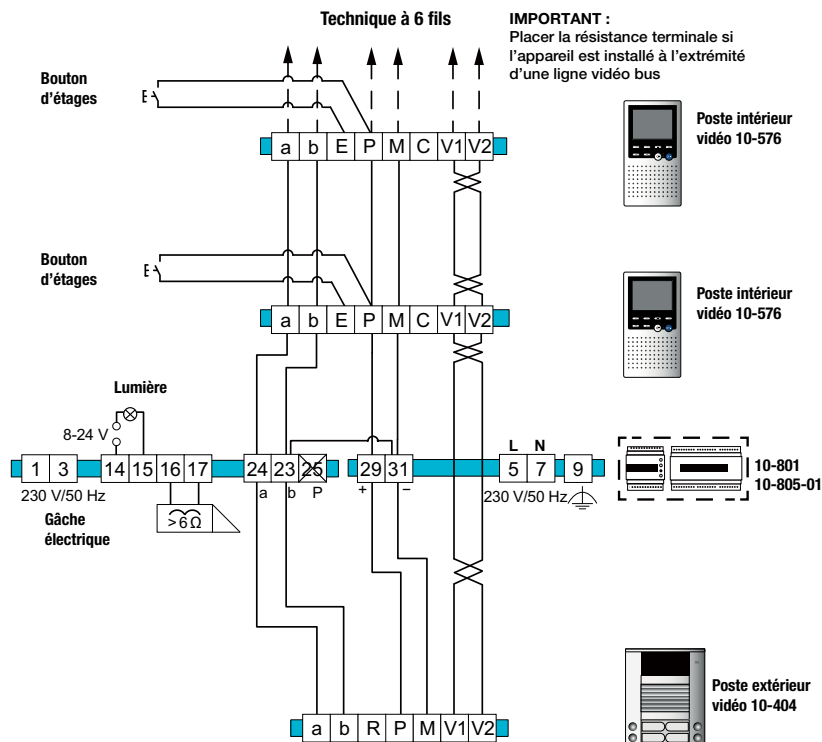 Technique à 6 fils
IMPORTANT :
Placer la résistance terminale si
l'appareil est installé à l'extrémité
d'une ligne vidéo bus
Bouton
d'étages
E
a b E P M C V1 V2
Poste intérieur
vidéo 10-576
Bouton
d'étages
E
a b E P M C V1 V2
Poste intérieur
vidéo 10-576
Lumière
8-24 V
L N
1 3 14 15 16 17 24 23 25 29 31 5 7 9
a b P + –
230 V/50 Hz
230 V/50 Hz
10-801
10-805-01
Gâche
électrique
>6 Ω
Poste extérieur
vidéo 10-404
a b R P M V1 V2